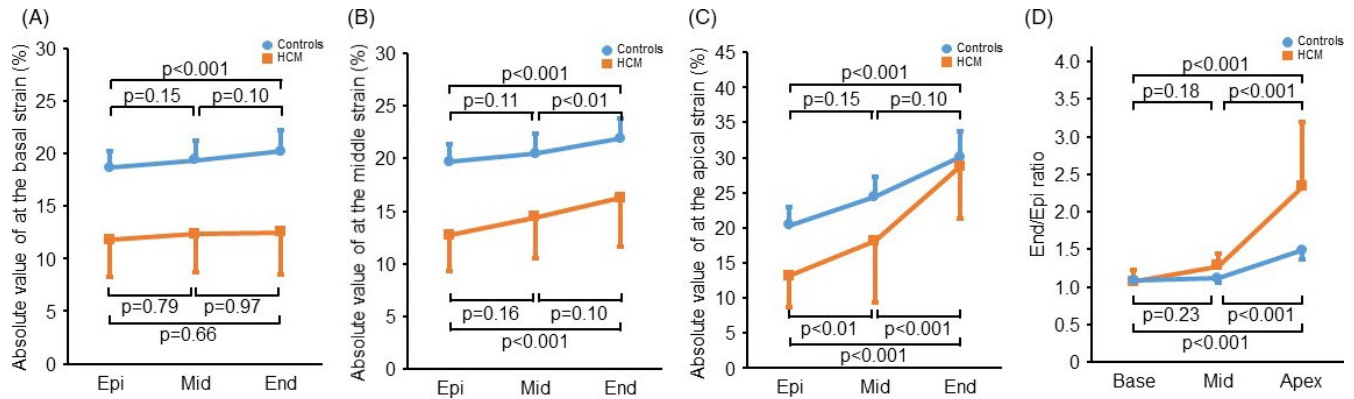 (A)
Absolute value of at the basal strain (%)
30
25
20
15
10
5
0
Controls
HCM
p<0.001
p=0.15
p=0.10
p=0.79
p=0.97
p=0.66
Epi
Mid
End
(B)
Absolute value of at the middle strain (%)
30
25
20
15
10
5
0
Controls
HCM
p<0.001
p=0.11
p<0.01
p=0.16
p=0.10
p<0.001
Epi
Mid
End
(C)
Absolute value of at the apical strain (%)
45
40
35
30
25
20
15
10
5
0
Controls
HCM
p<0.001
p=0.15
p=0.10
p<0.01
p<0.001
p<0.001
Epi
Mid
End
(D)
End/Epi ratio
4.0
3.5
3.0
2.5
2.0
1.5
1.0
0.5
0
Controls
HCM
p<0.001
p=0.18
p<0.001
p=0.23
p<0.001
p<0.001
Base
Mid
Apex